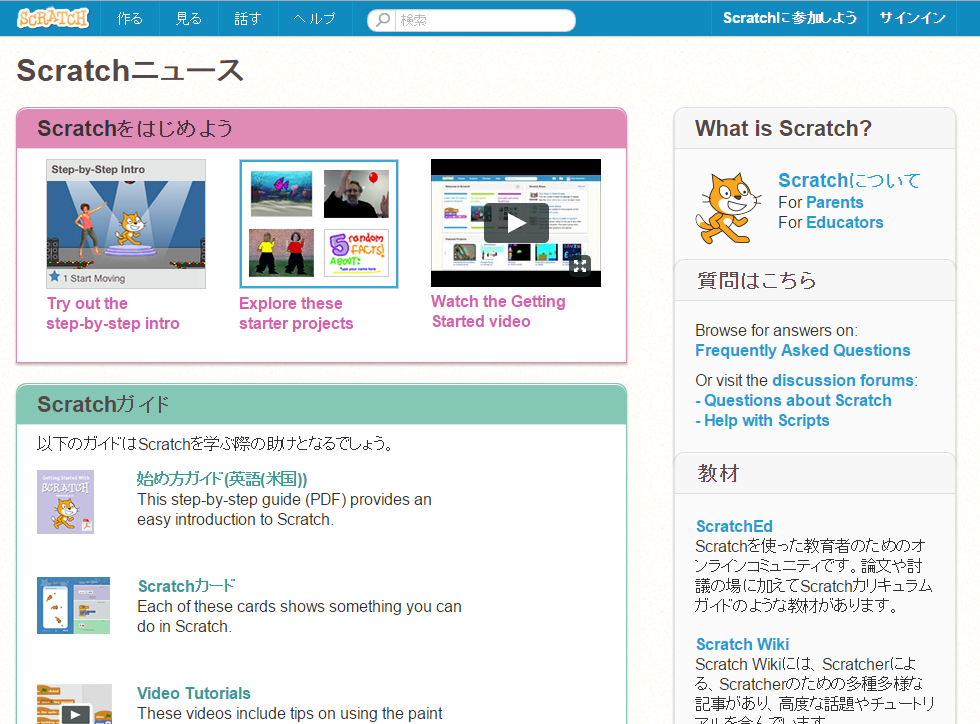 SCRATCH 作る 見る 話す ヘルプ 検索 Scratchに参加しよう サインイン
Scratchニュース
Scratchをはじめよう
Step-by-Step Intro
1 Start Moving
5 random
FACTS!
ABOUT:
Type your name here
Try out the
step-by-step intro
Explore these
starter projects
Watch the Getting
Started video
Scratchガイド
以下のガイドはScratchを学ぶ際の助けとなるでしょう。
Getting Started With
SCRATCH
始め方ガイド(英語(米国))
This step-by-step guide (PDF) provides an
easy introduction to Scratch.
Scratchカード
Each of these cards shows something you can
do in Scratch.
Video Tutorials
These videos include tips on using the paint
What is Scratch?
Scratchについて
For Parents
For Educators
質問はこちら
Browse for answers on:
Frequently Asked Questions
Or visit the discussion forums:
- Questions about Scratch
- Help with Scripts
教材
ScratchEd
Scratchを使った教育者のためのオ
ンラインコミュニティです。論文や討
議の場に加えてScratchカリキュラム
ガイドのような教材があります。
Scratch Wiki
Scratch Wikiには、Scratcherによ
る、Scratcherのための多種多様な
記事があり、高度な話題やチュートリ
アルを含んでいます